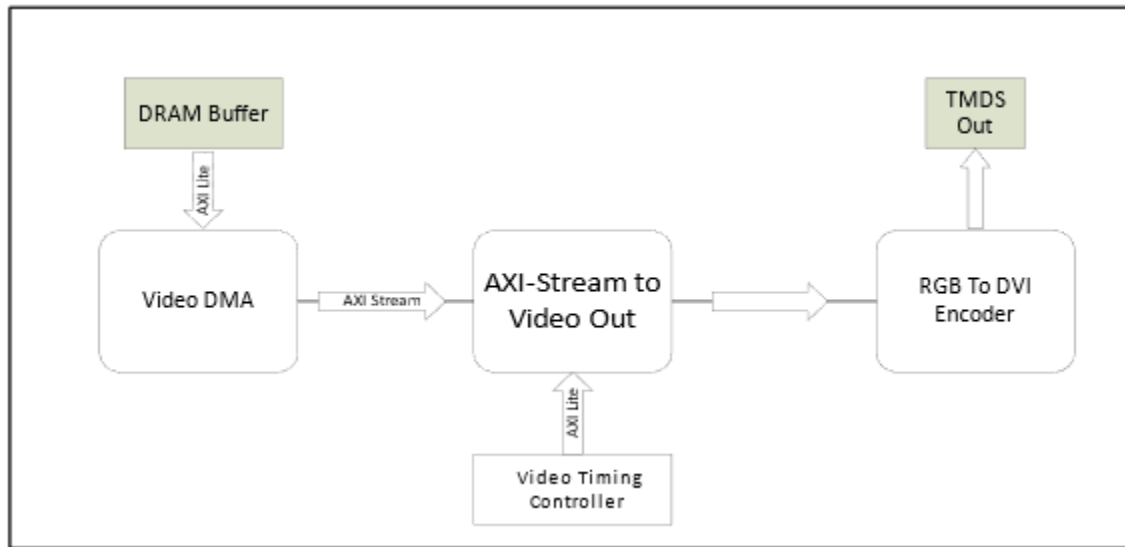 DRAM Buffer
TMDS
Out
AXI Lite
Video DMA
AXI Stream
AXI-Stream to
Video Out
RGB To DVI
Encoder
AXI Lite
Video Timing
Controller